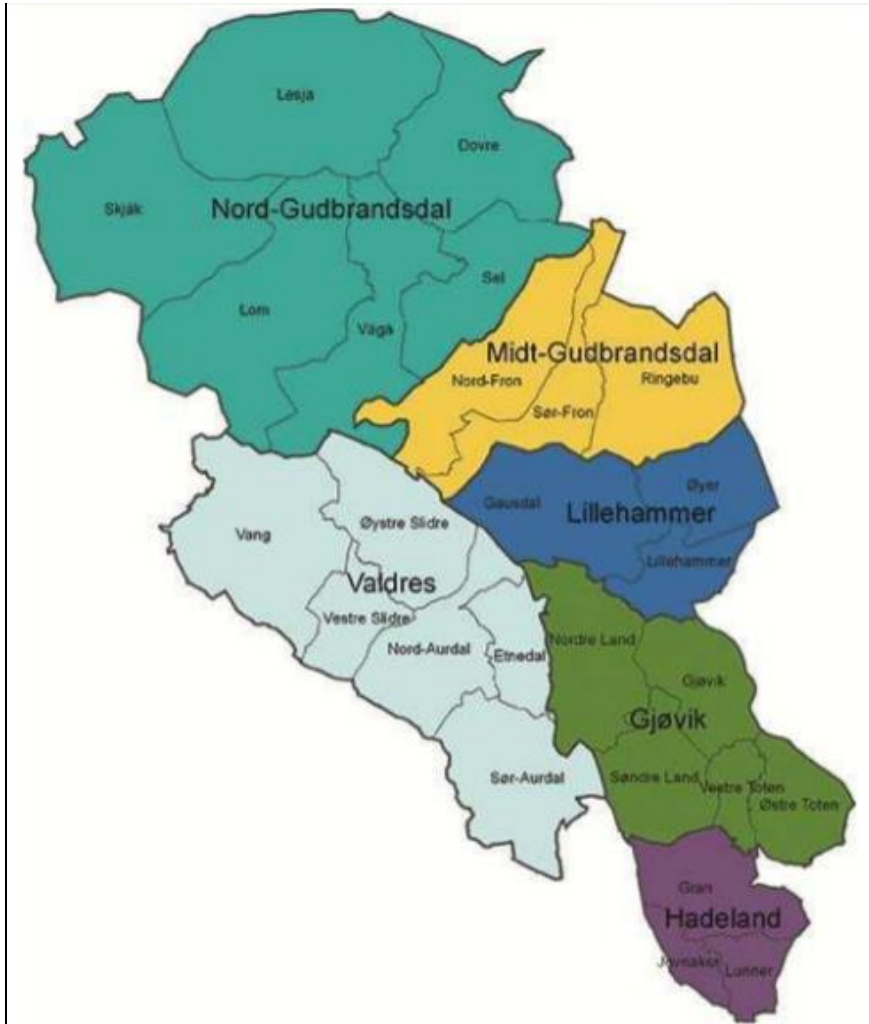 Lesja
Dovre
Skjåk
Nord-Gudbrandsdal
Sel
Lom
Vågå
Midt-Gudbrandsdal
Nord-Fron
Ringebu
Sør-Fron
Øyer
Gausdal
Lillehammer
Øystre Slidre
Vang
Lillehammer
Valdres
Vestre Slidre
Nordre Land
Nord-Aurdal
Etnedal
Gjøvik
Gjøvik
Sør-Aurdal
Søndre Land
Vestre Toten
Østre Toten
Gran
Hadeland
Jevnaker
Lunner